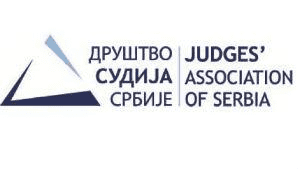 ДРУШТВО
СУДИЈА
СРБИЈЕ
JUDGES'
ASSOCIATION
OF SERBIA